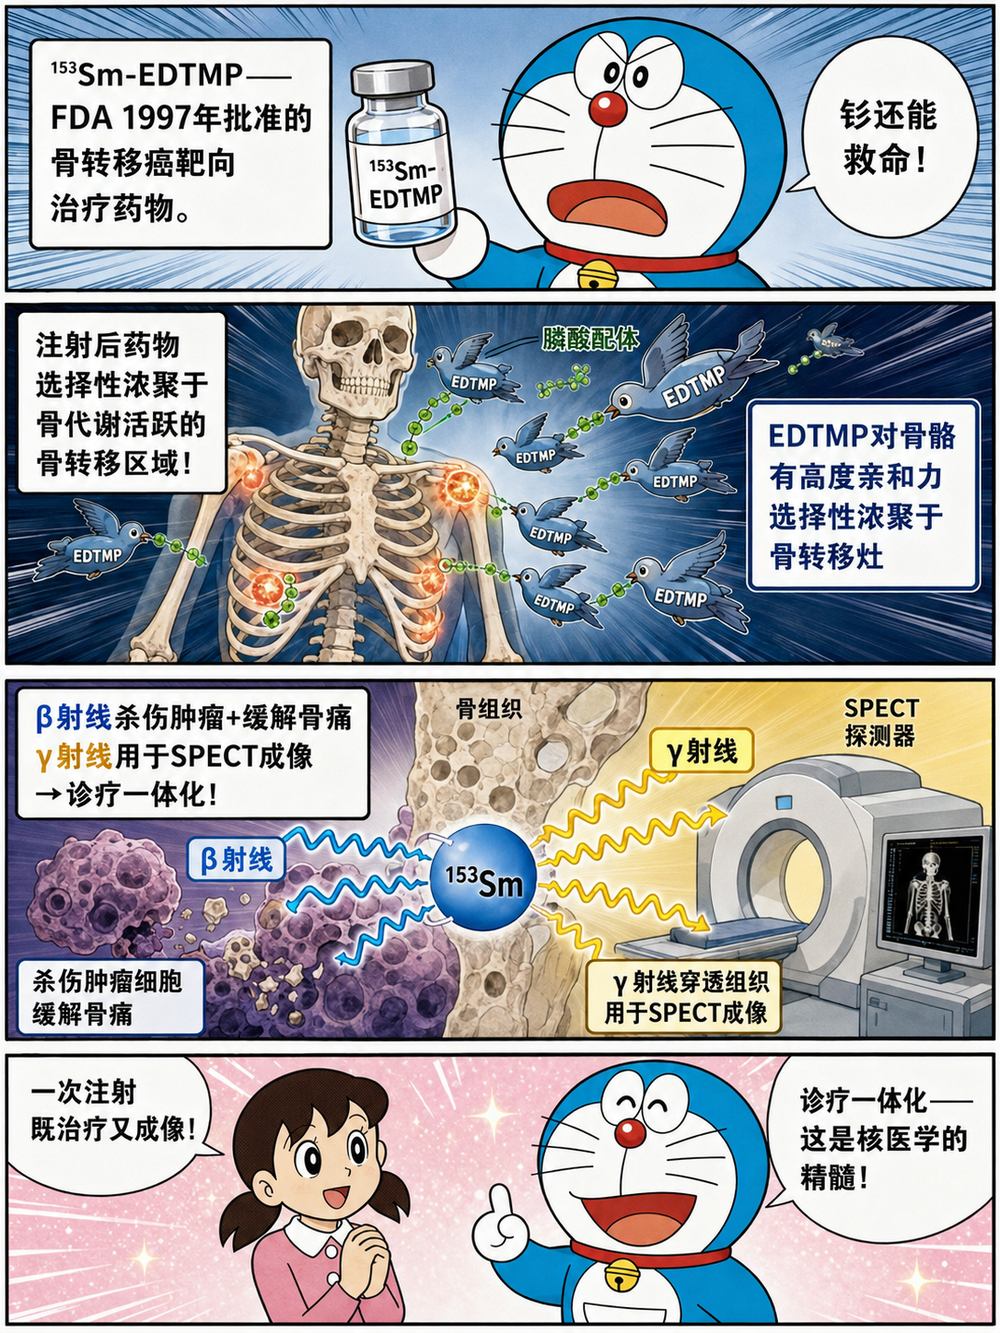 ¹⁵³Sm-EDTMP——
FDA 1997年批准的
骨转移癌靶向
治疗药物。
¹⁵³Sm-
EDTMP
钐还能
救命！
注射后药物
选择性浓聚于
骨代谢活跃的
骨转移区域！
膦酸配体
EDTMP
EDTMP
EDTMP
EDTMP
EDTMP
EDTMP
EDTMP
EDTMP
EDTMP对骨骼
有高度亲和力
选择性浓聚于
骨转移灶
β射线杀伤肿瘤+缓解骨痛
γ射线用于SPECT成像
→诊疗一体化！
骨组织
γ射线
SPECT
探测器
β射线
¹⁵³Sm
杀伤肿瘤细胞
缓解骨痛
γ射线穿透组织
用于SPECT成像
一次注射
既治疗又成像！
诊疗一体化——
这是核医学的
精髓！